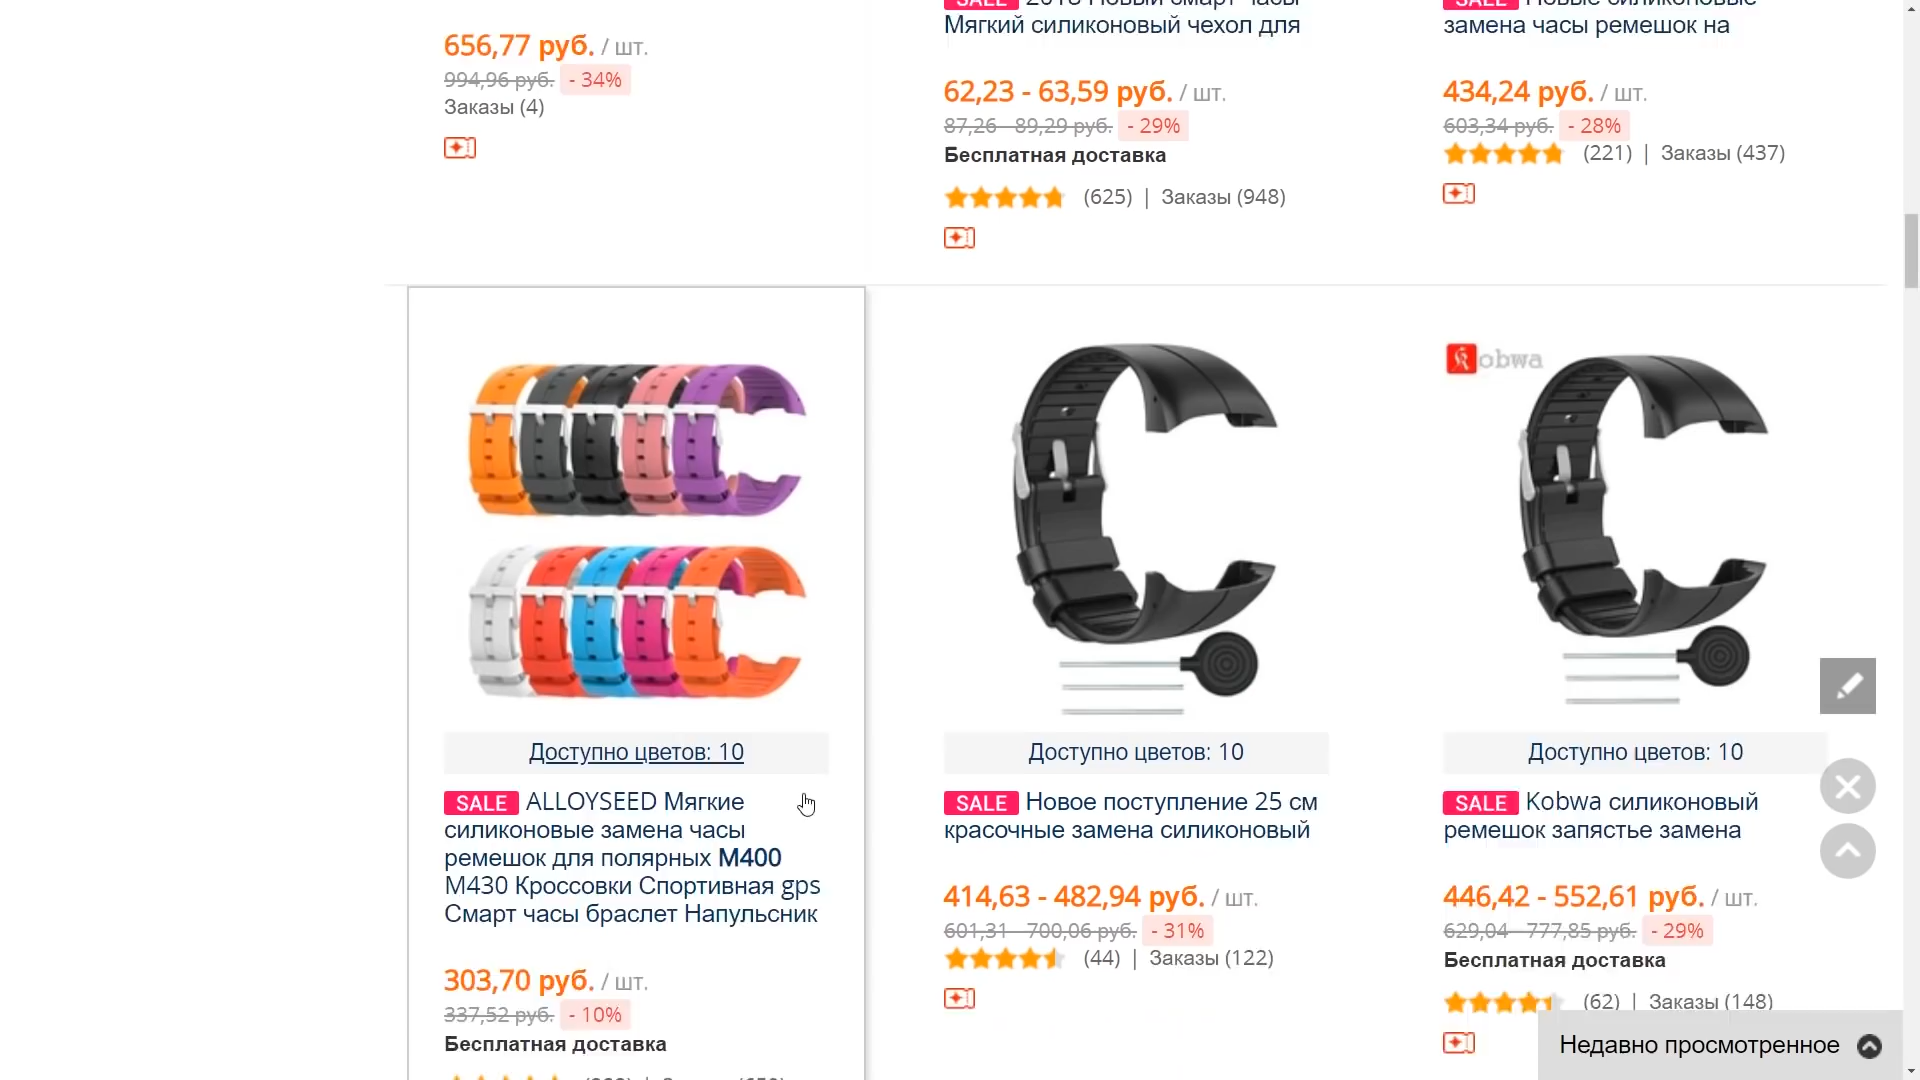 656,77 руб. / шт.
994,96 руб. - 34%
Заказы (4)
Мягкий силиконовый чехол для
62,23 - 63,59 руб. / шт.
87,26 - 89,29 руб. - 29%
Бесплатная доставка
(625) | Заказы (948)
замена часы ремешок на
434,24 руб. / шт.
603,34 руб. - 28%
(221) | Заказы (437)
Доступно цветов: 10
SALE ALLOYSEED Мягкие
силиконовые замена часы
ремешок для полярных M400
M430 Кроссовки Спортивная gps
Смарт часы браслет Напульсник
303,70 руб. / шт.
337,52 руб. - 10%
Бесплатная доставка
Доступно цветов: 10
SALE Новое поступление 25 см
красочные замена силиконовый
414,63 - 482,94 руб. / шт.
601,31 - 700,06 руб. - 31%
(44) | Заказы (122)
obwa
Доступно цветов: 10
SALE Kobwa силиконовый
ремешок запястье замена
446,42 - 552,61 руб. / шт.
629,04 - 777,85 руб. - 29%
Бесплатная доставка
(62) | Заказы (148)
Недавно просмотренное